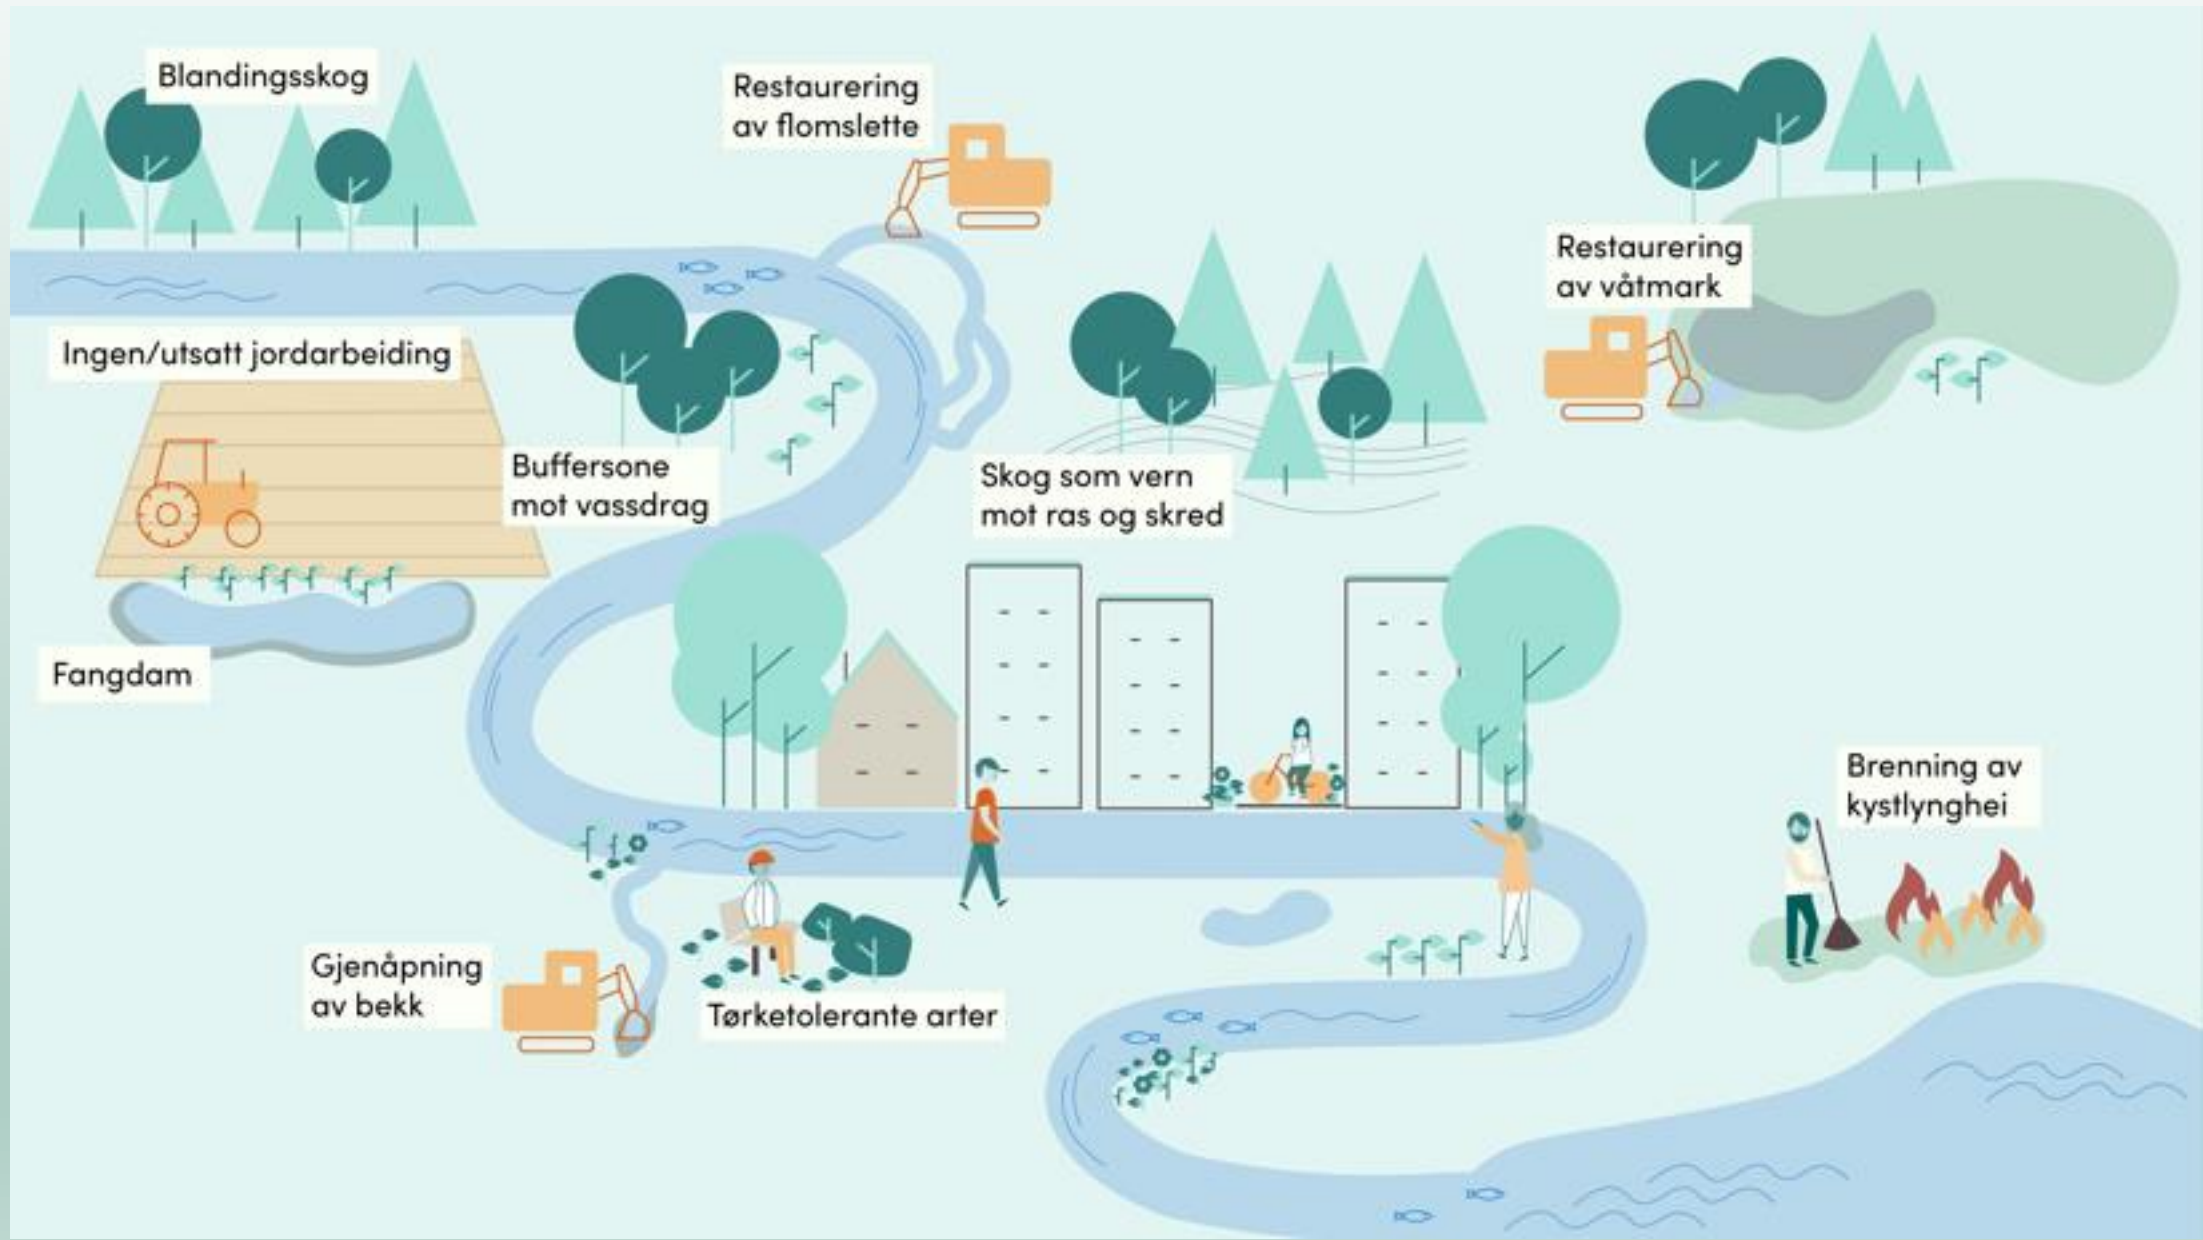 Blandingsskog
Restaurering
av flomslette
Restaurering
av våtmark
Ingen/utsatt jordarbeiding
Buffersone
mot vassdrag
Skog som vern
mot ras og skred
Fangdam
Brenning av
kystlynghei
Gjenåpning
av bekk
Tørketolerante arter